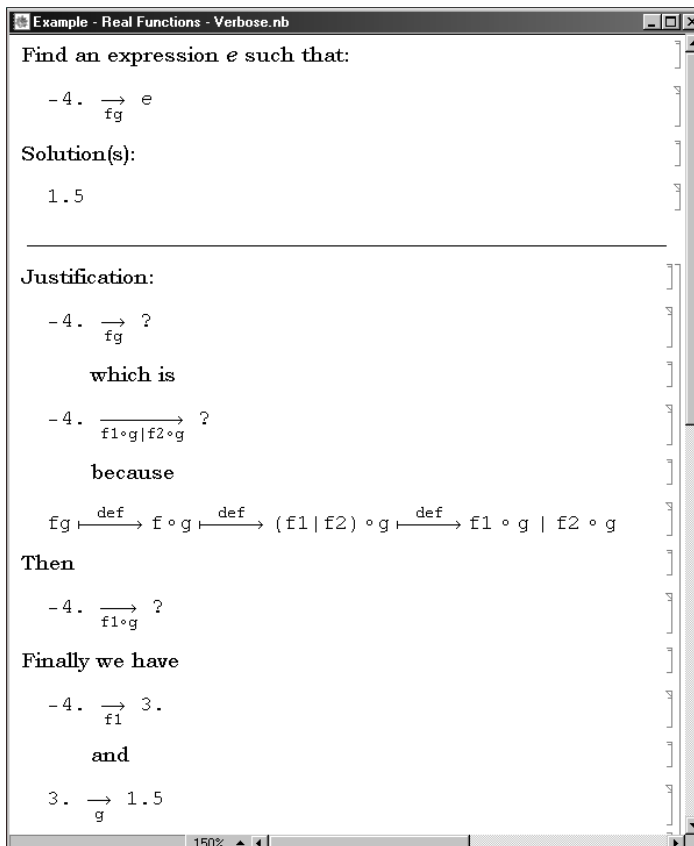 Example - Real Functions - Verbose.nb
Find an expression e such that:
-4. ⟶ e
fg
Solution(s):
1.5
Justification:
-4. ⟶ ?
fg
which is
-4. ⟶ ?
f1∘g|f2∘g
because
fg ⟼def f∘g ⟼def (f1|f2)∘g ⟼def f1 ∘ g | f2 ∘ g
Then
-4. ⟶ ?
f1∘g
Finally we have
-4. ⟶ 3.
f1
and
3. ⟶ 1.5
g
150%